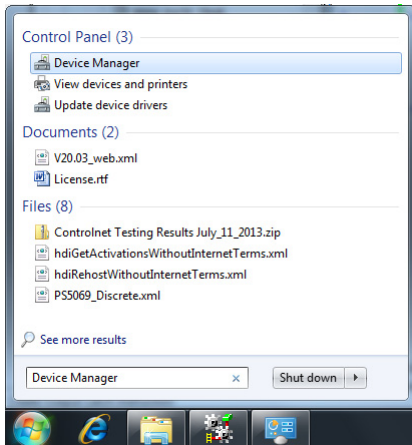 Control Panel (3)
Device Manager
View devices and printers
Update device drivers
Documents (2)
V20.03_web.xml
License.rtf
Files (8)
Controlnet Testing Results July_11_2013.zip
hdiGetActivationsWithoutInternetTerms.xml
hdiRehostWithoutInternetTerms.xml
PS5069_Discrete.xml
See more results
Device Manager
Shut down